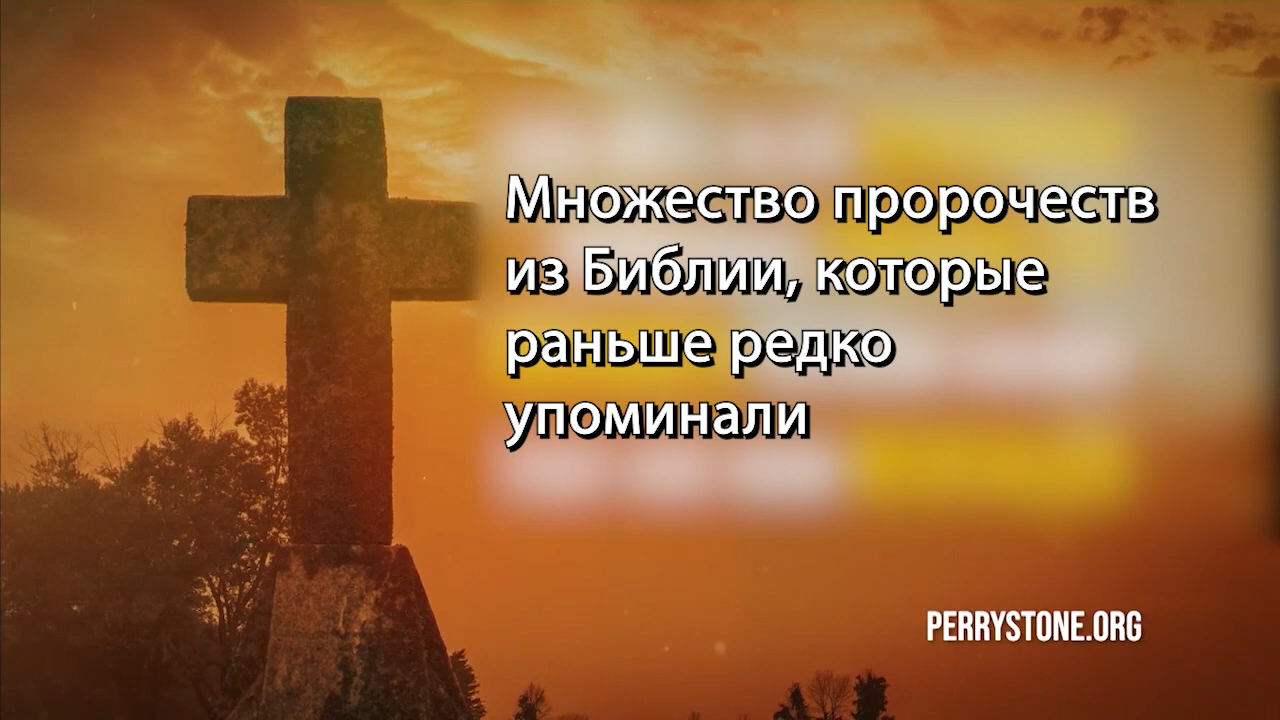 Множество пророчеств
из Библии, которые
раньше редко
упоминали
PERRYSTONE.ORG